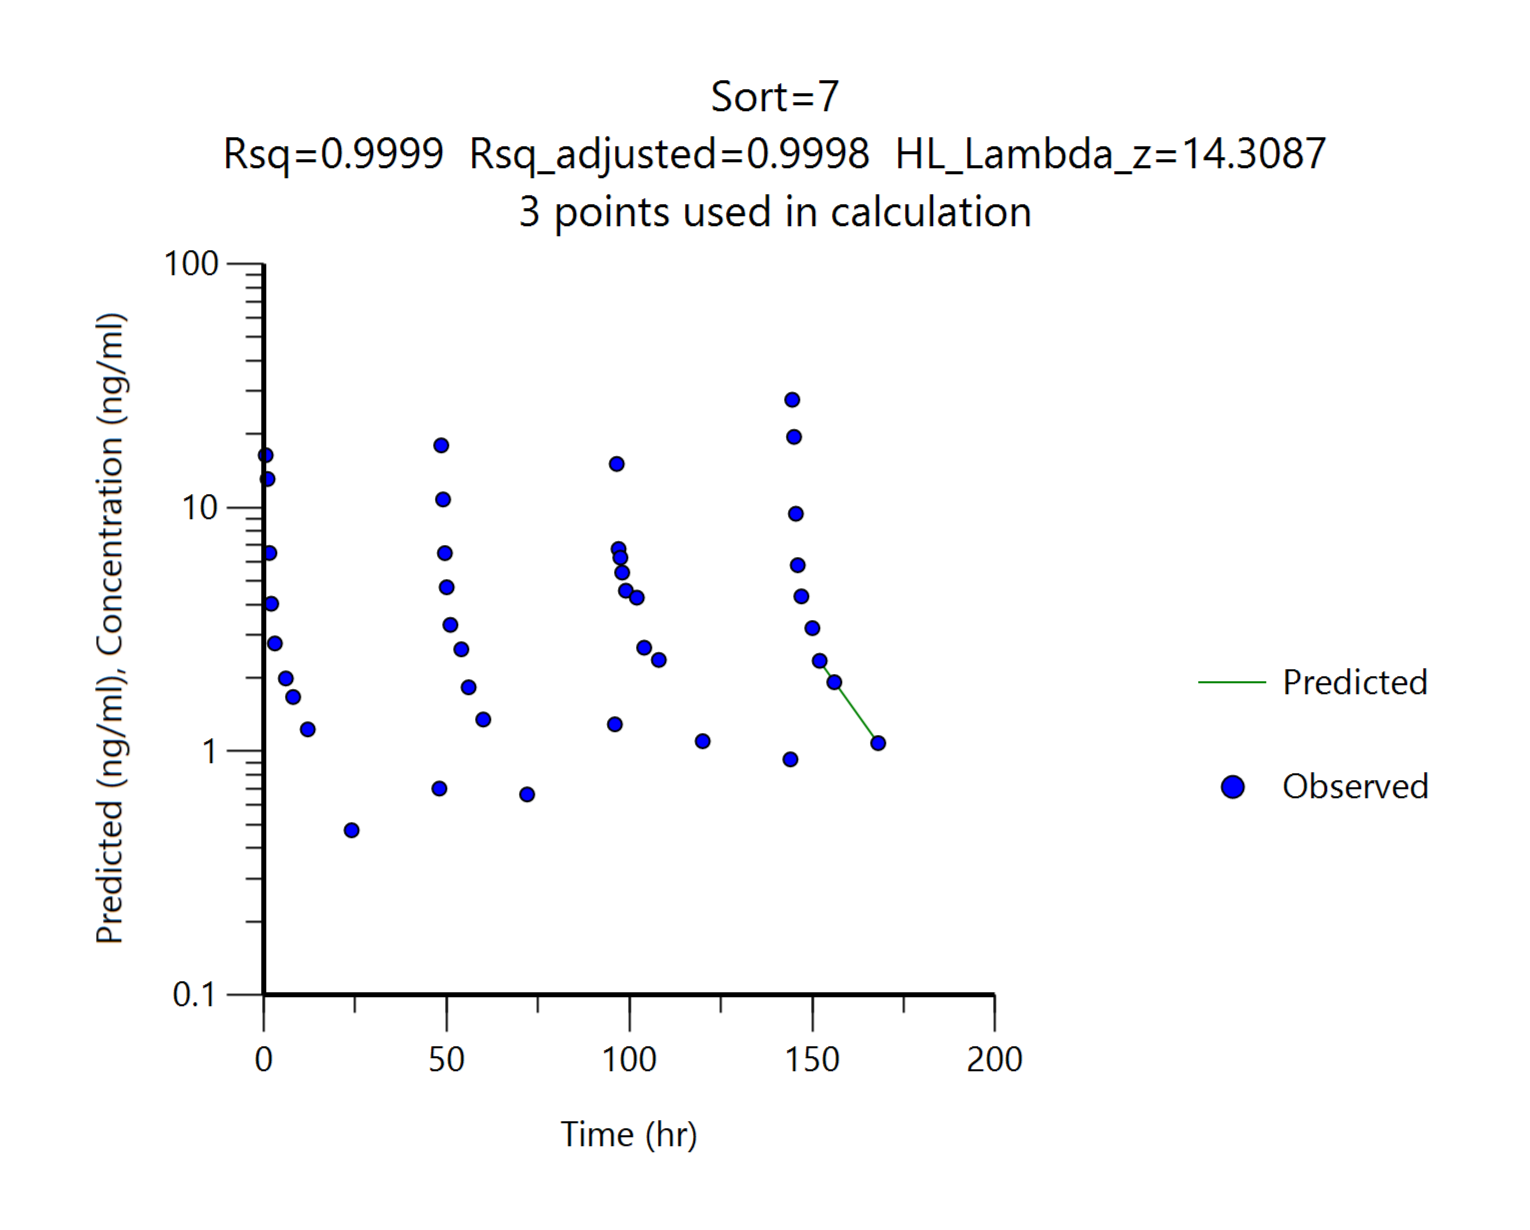 Sort=7
Rsq=0.9999 Rsq_adjusted=0.9998 HL_Lambda_z=14.3087
3 points used in calculation
Predicted (ng/ml), Concentration (ng/ml)
100
10
1
0.1
0 50 100 150 200
Time (hr)
Predicted
Observed